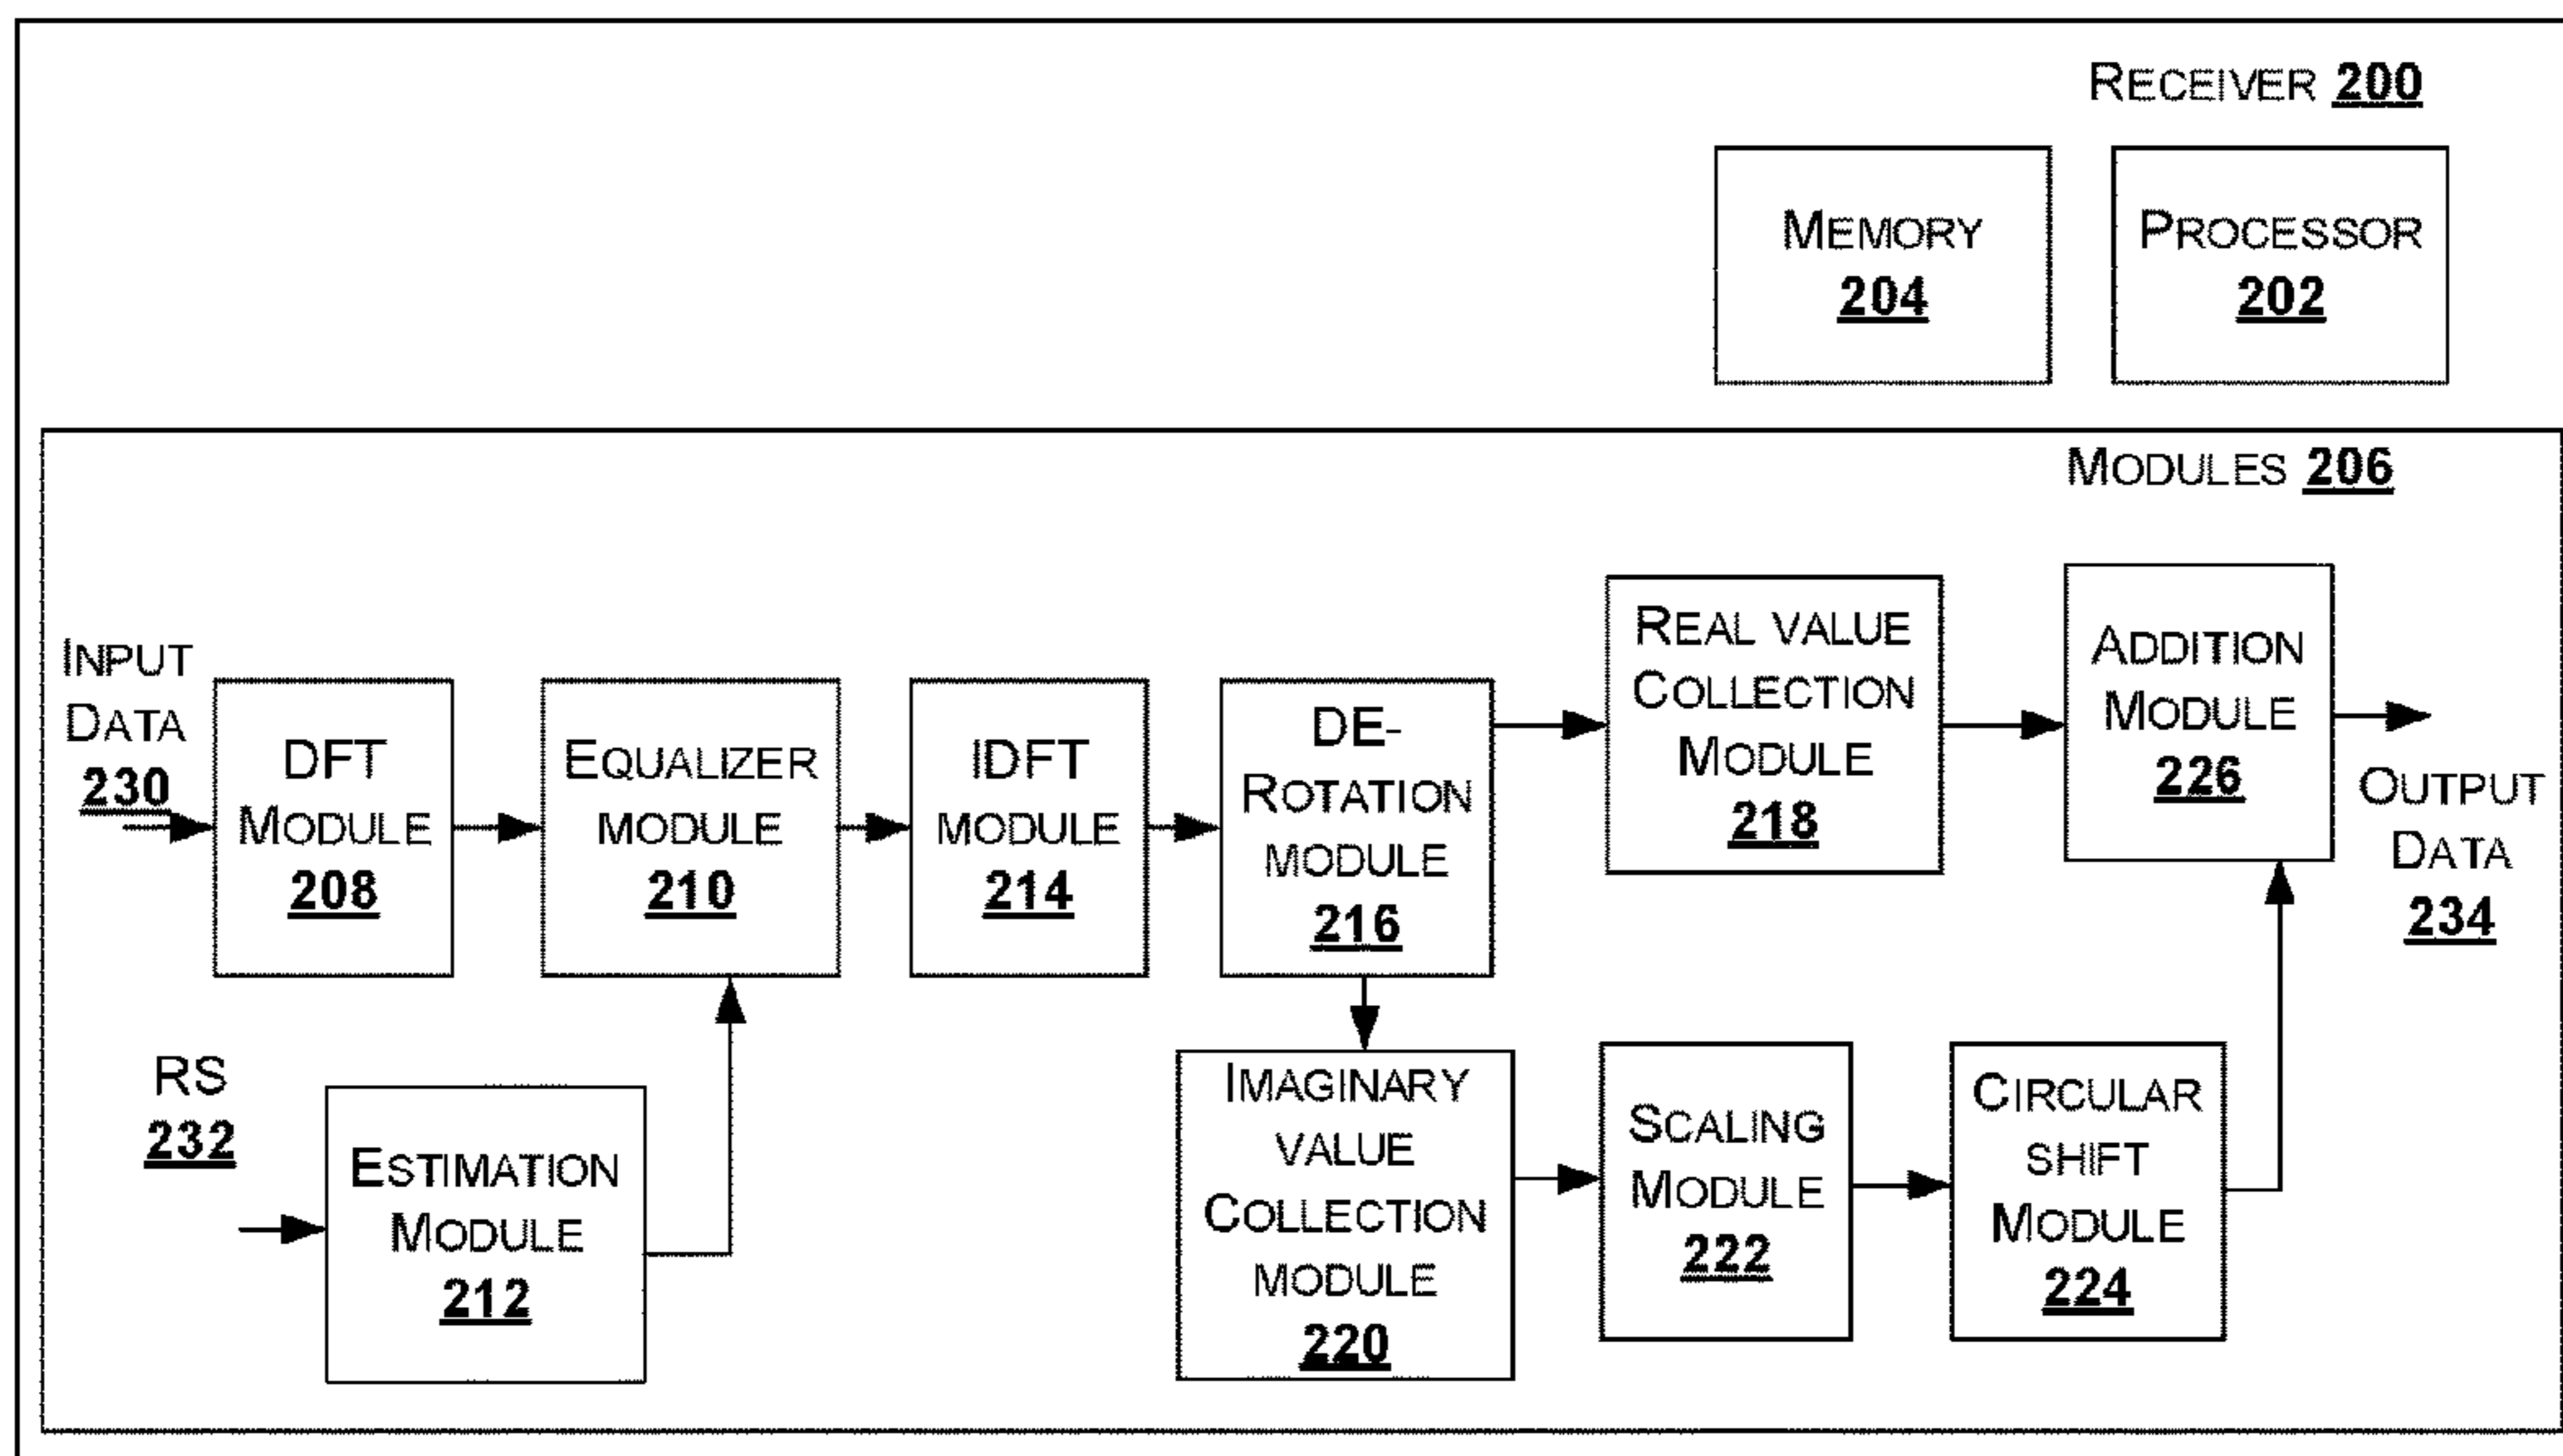 RECEIVER 200
MEMORY
204
PROCESSOR
202
MODULES 206
INPUT
DATA
230
DFT
MODULE
208
EQUALIZER
MODULE
210
IDFT
MODULE
214
DE-
ROTATION
MODULE
216
REAL VALUE
COLLECTION
MODULE
218
ADDITION
MODULE
226
OUTPUT
DATA
234
RS
232
ESTIMATION
MODULE
212
IMAGINARY
VALUE
COLLECTION
MODULE
220
SCALING
MODULE
222
CIRCULAR
SHIFT
MODULE
224